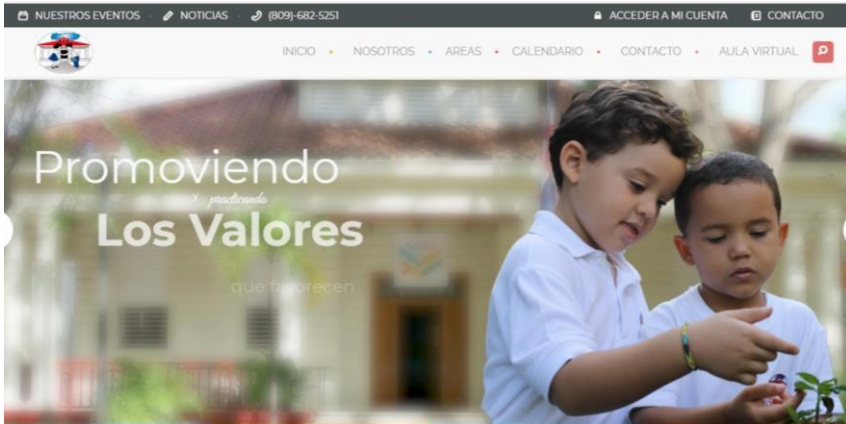 NUESTROS EVENTOS · NOTICIAS · (809)-682-5251 ACCEDER A MI CUENTA CONTACTO
INICIO • NOSOTROS • AREAS • CALENDARIO • CONTACTO • AULA VIRTUAL
Promoviendo
Y practicando
Los Valores
que favorecen